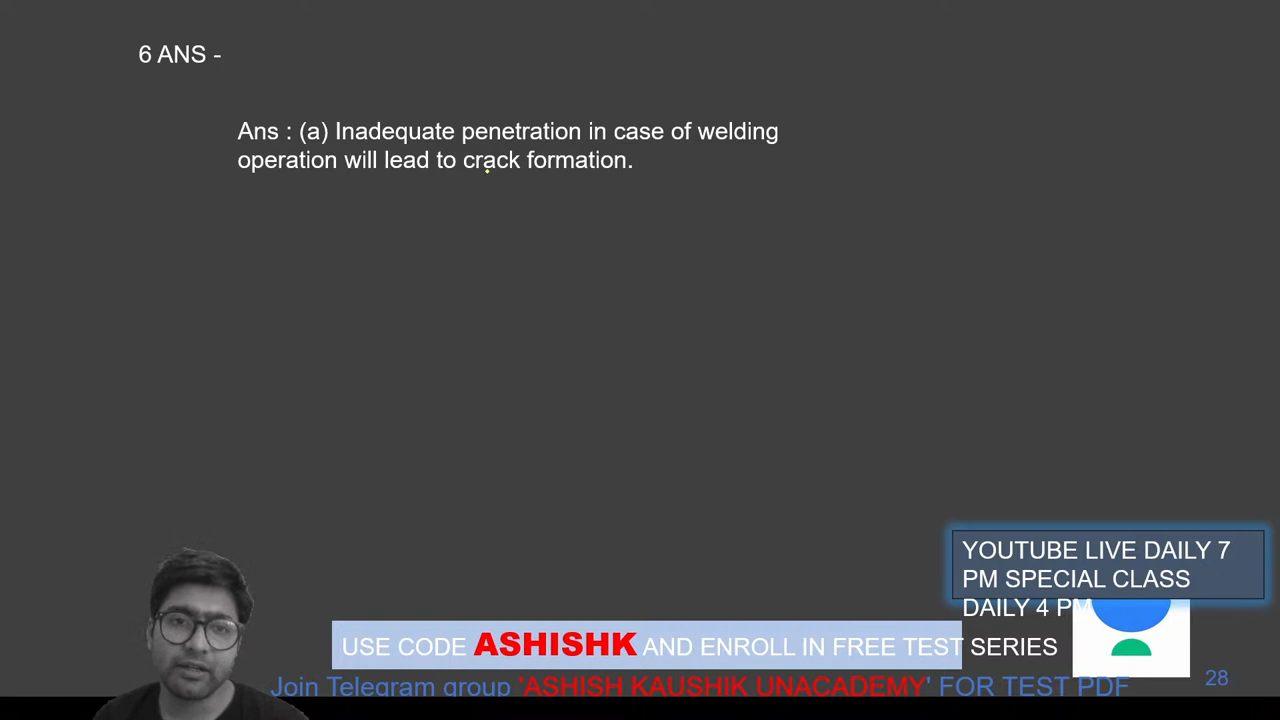 6 ANS -
Ans : (a) Inadequate penetration in case of welding
operation will lead to crack formation.
YOUTUBE LIVE DAILY 7
PM SPECIAL CLASS
DAILY 4 PM
USE CODE ASHISHK AND ENROLL IN FREE TEST SERIES
Join Telegram group 'ASHISH KAUSHIK UNACADEMY' FOR TEST PDF
28